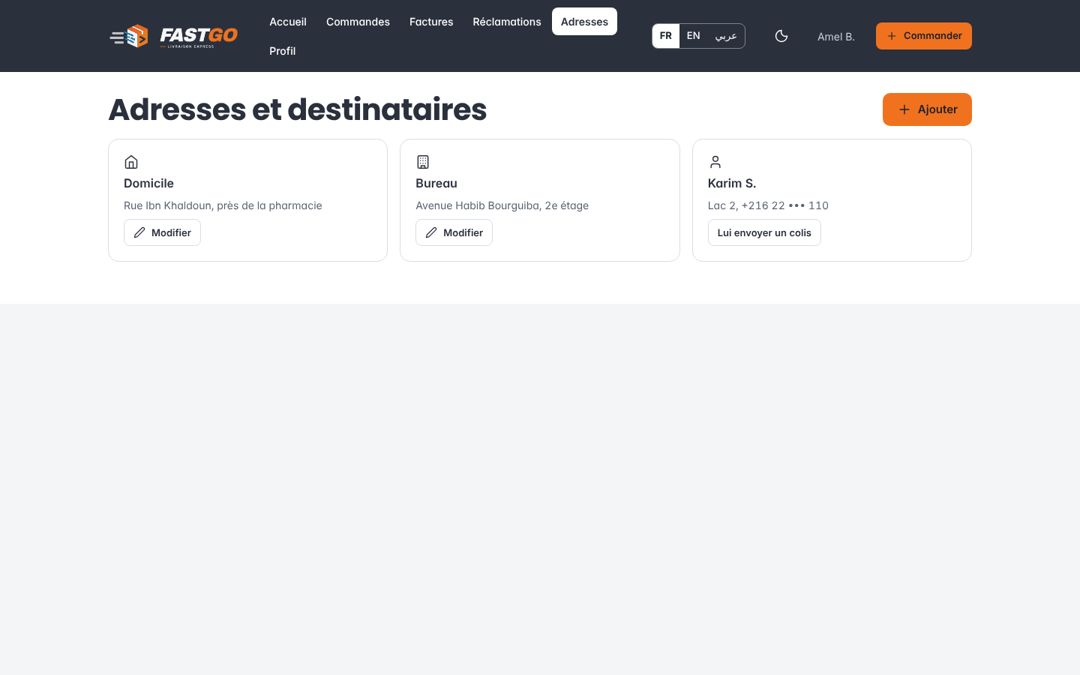 FASTGO
LIVRAISON EXPRESS
Accueil
Commandes
Factures
Réclamations
Adresses
Profil
FR
EN
عربي
Amel B.
Commander
Adresses et destinataires
Ajouter
Domicile
Rue Ibn Khaldoun, près de la pharmacie
Modifier
Bureau
Avenue Habib Bourguiba, 2e étage
Modifier
Karim S.
Lac 2, +216 22 ••• 110
Lui envoyer un colis